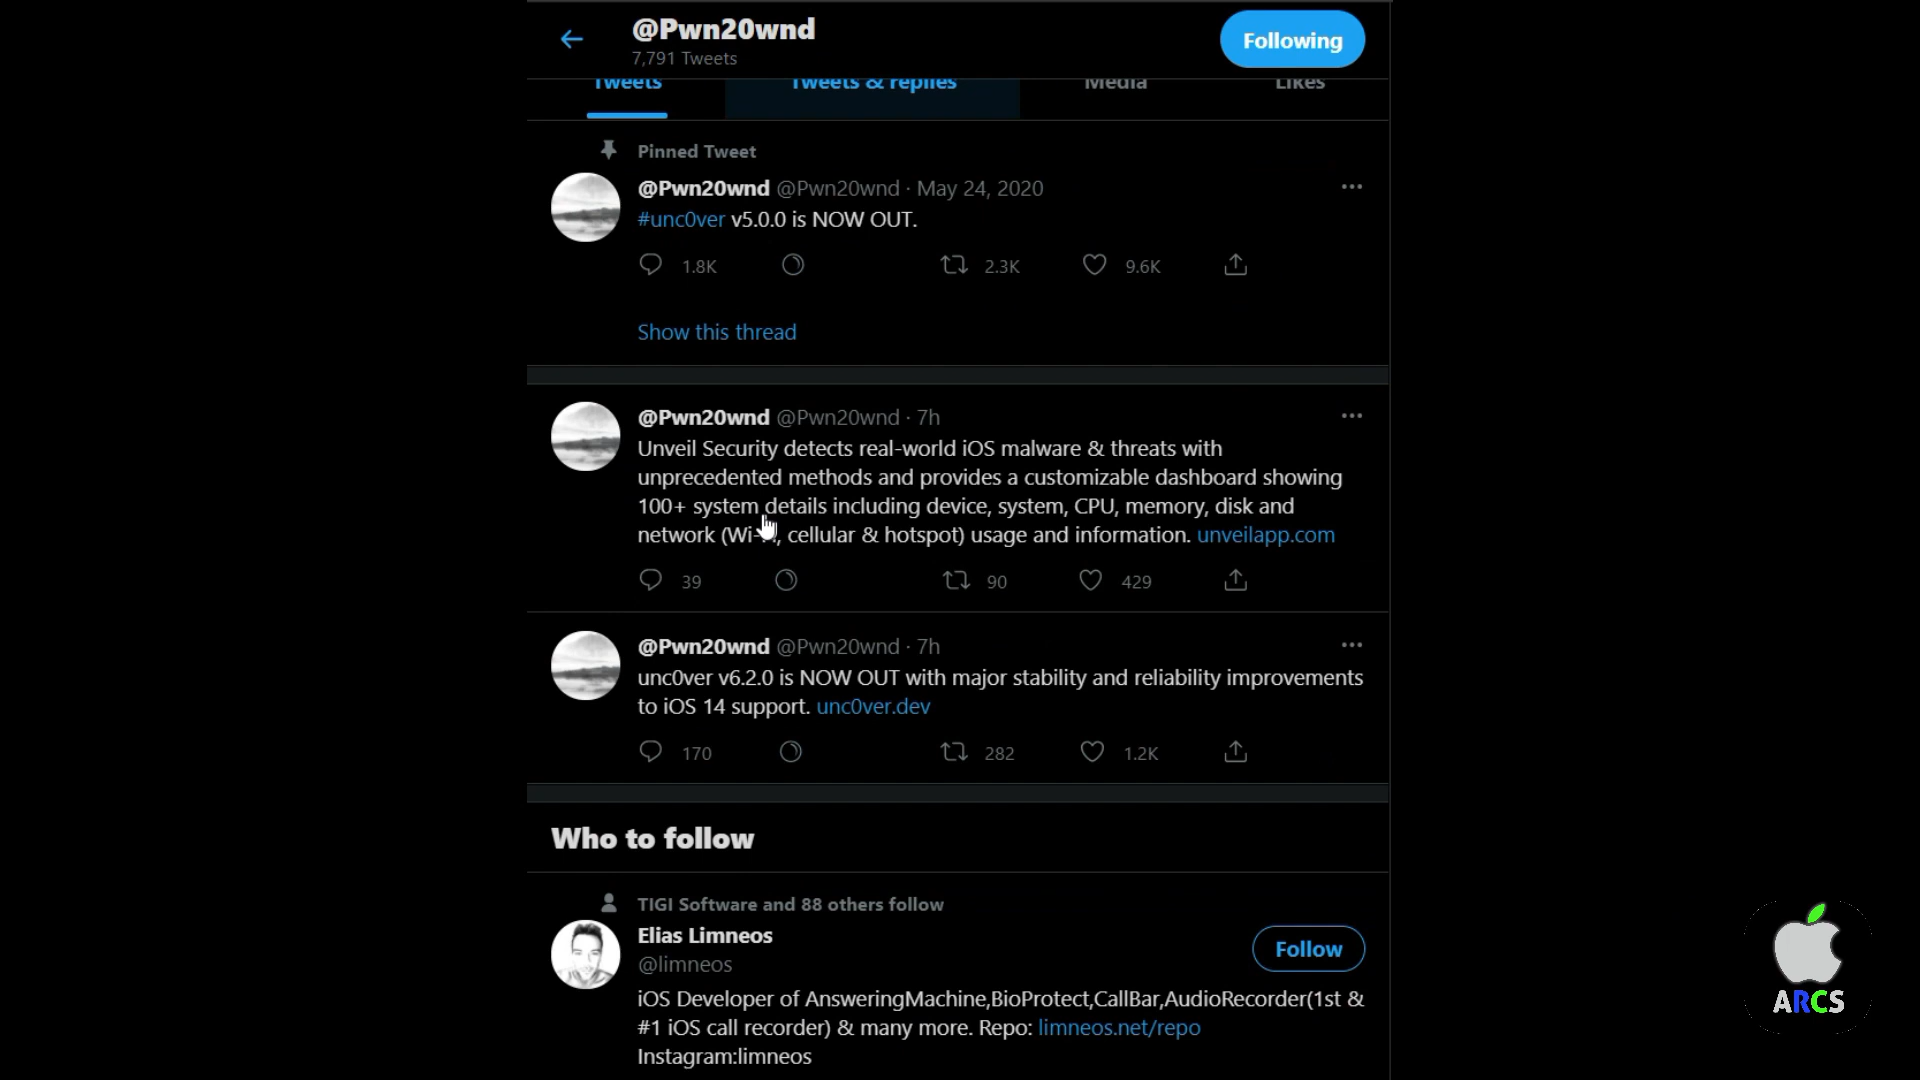 @Pwn20wnd
7,791 Tweets
Following
Tweets
Tweets & replies
Media
Likes
Pinned Tweet
@Pwn20wnd @Pwn20wnd · May 24, 2020
#unc0ver v5.0.0 is NOW OUT.
1.8K 2.3K 9.6K
Show this thread
@Pwn20wnd @Pwn20wnd · 7h
Unveil Security detects real-world iOS malware & threats with
unprecedented methods and provides a customizable dashboard showing
100+ system details including device, system, CPU, memory, disk and
network (Wi-Fi, cellular & hotspot) usage and information. unveilapp.com
39 90 429
@Pwn20wnd @Pwn20wnd · 7h
unc0ver v6.2.0 is NOW OUT with major stability and reliability improvements
to iOS 14 support. unc0ver.dev
170 282 1.2K
Who to follow
TIGI Software and 88 others follow
Elias Limneos
@limneos
Follow
iOS Developer of AnsweringMachine,BioProtect,CallBar,AudioRecorder(1st &
#1 iOS call recorder) & many more. Repo: limneos.net/repo
Instagram:limneos
ARCS